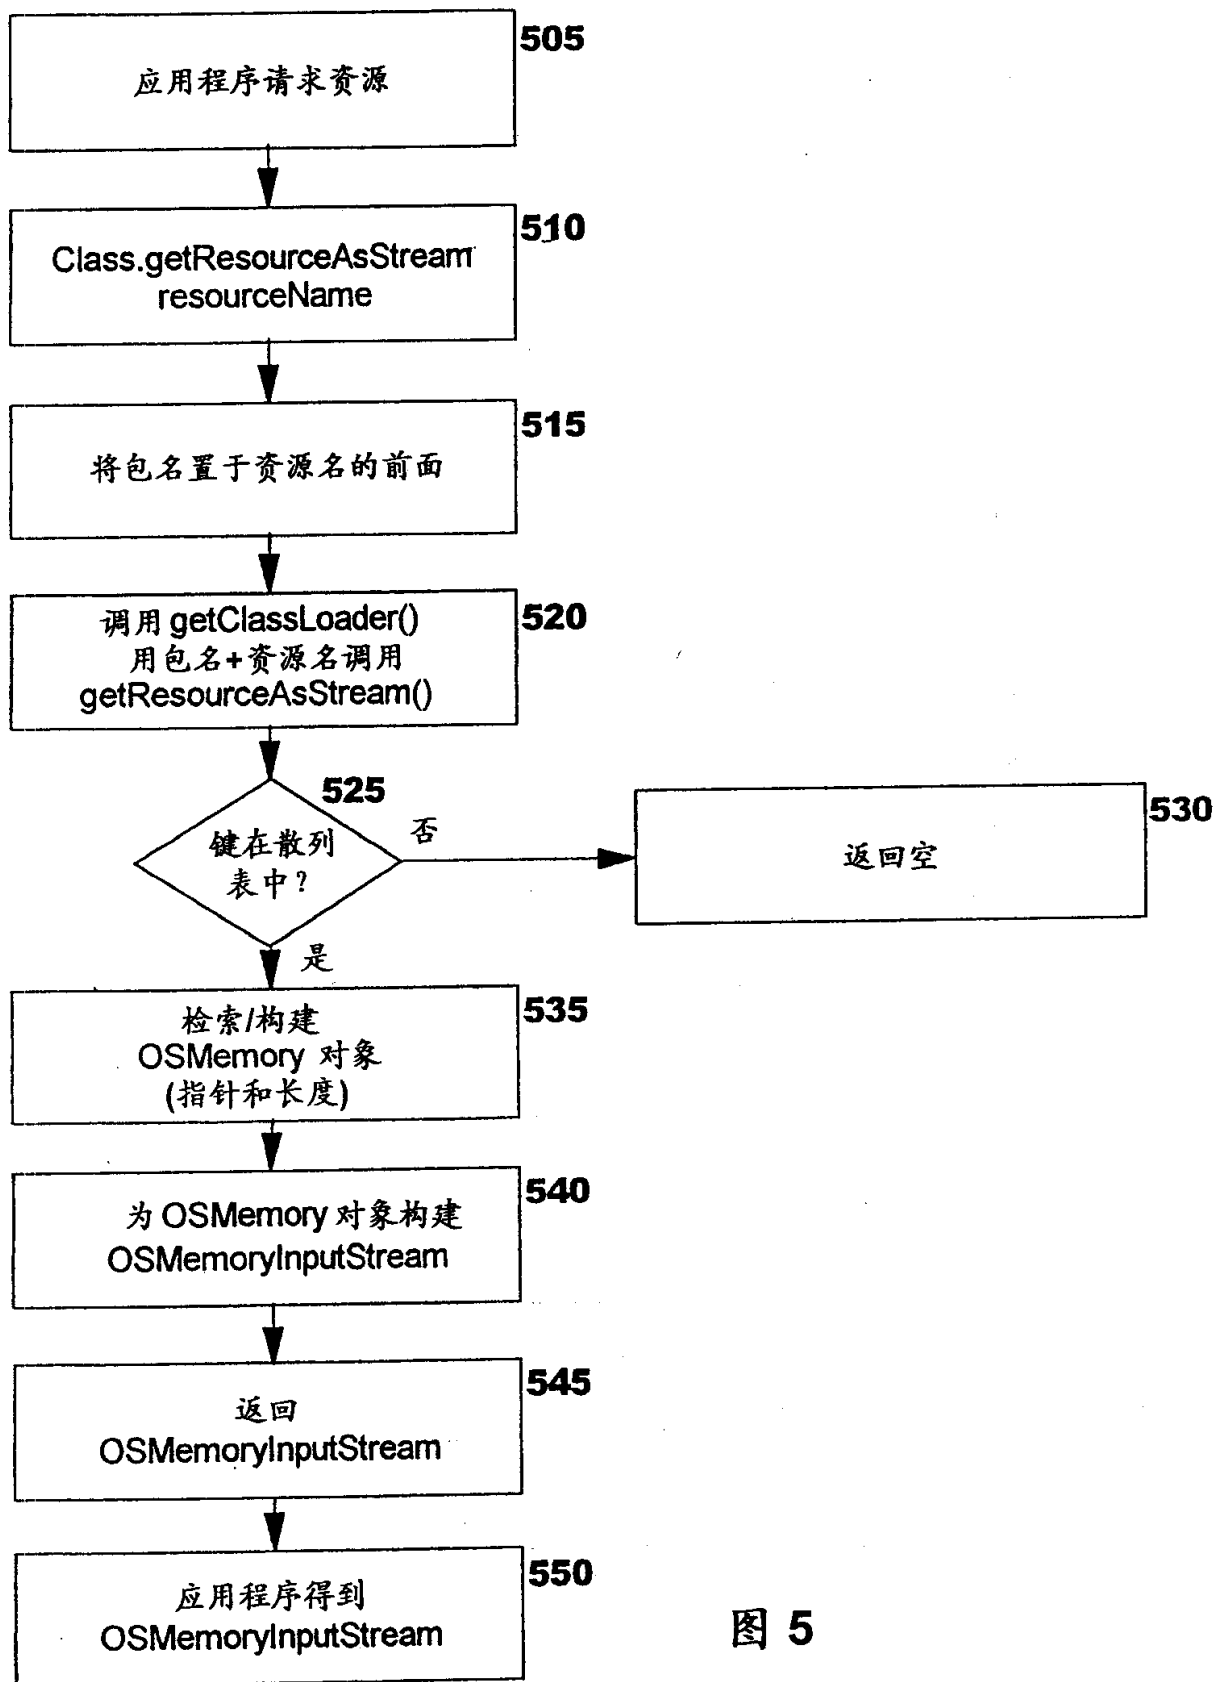 505
应用程序请求资源
510
Class.getResourceAsStream
resourceName
515
将包名置于资源名的前面
520
调用 getClassLoader()
用包名+资源名调用
getResourceAsStream()
525
键在散列
表中?
否
530
返回空
是
535
检索/构建
OSMemory 对象
(指针和长度)
540
为 OSMemory 对象构建
OSMemoryInputStream
545
返回
OSMemoryInputStream
550
应用程序得到
OSMemoryInputStream
图 5